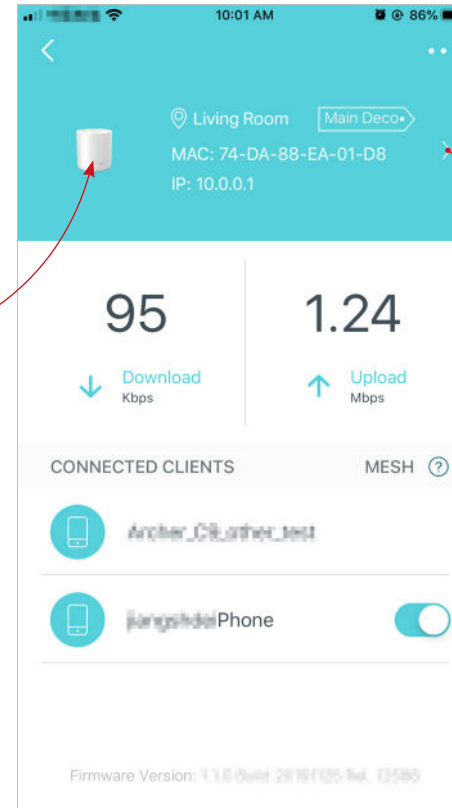 10:01 AM
86%
Living Room
Main Deco
MAC: 74-DA-88-EA-01-D8
IP: 10.0.0.1
95
1.24
Download
Kbps
Upload
Mbps
CONNECTED CLIENTS
MESH ?
Phone
Firmware Version: